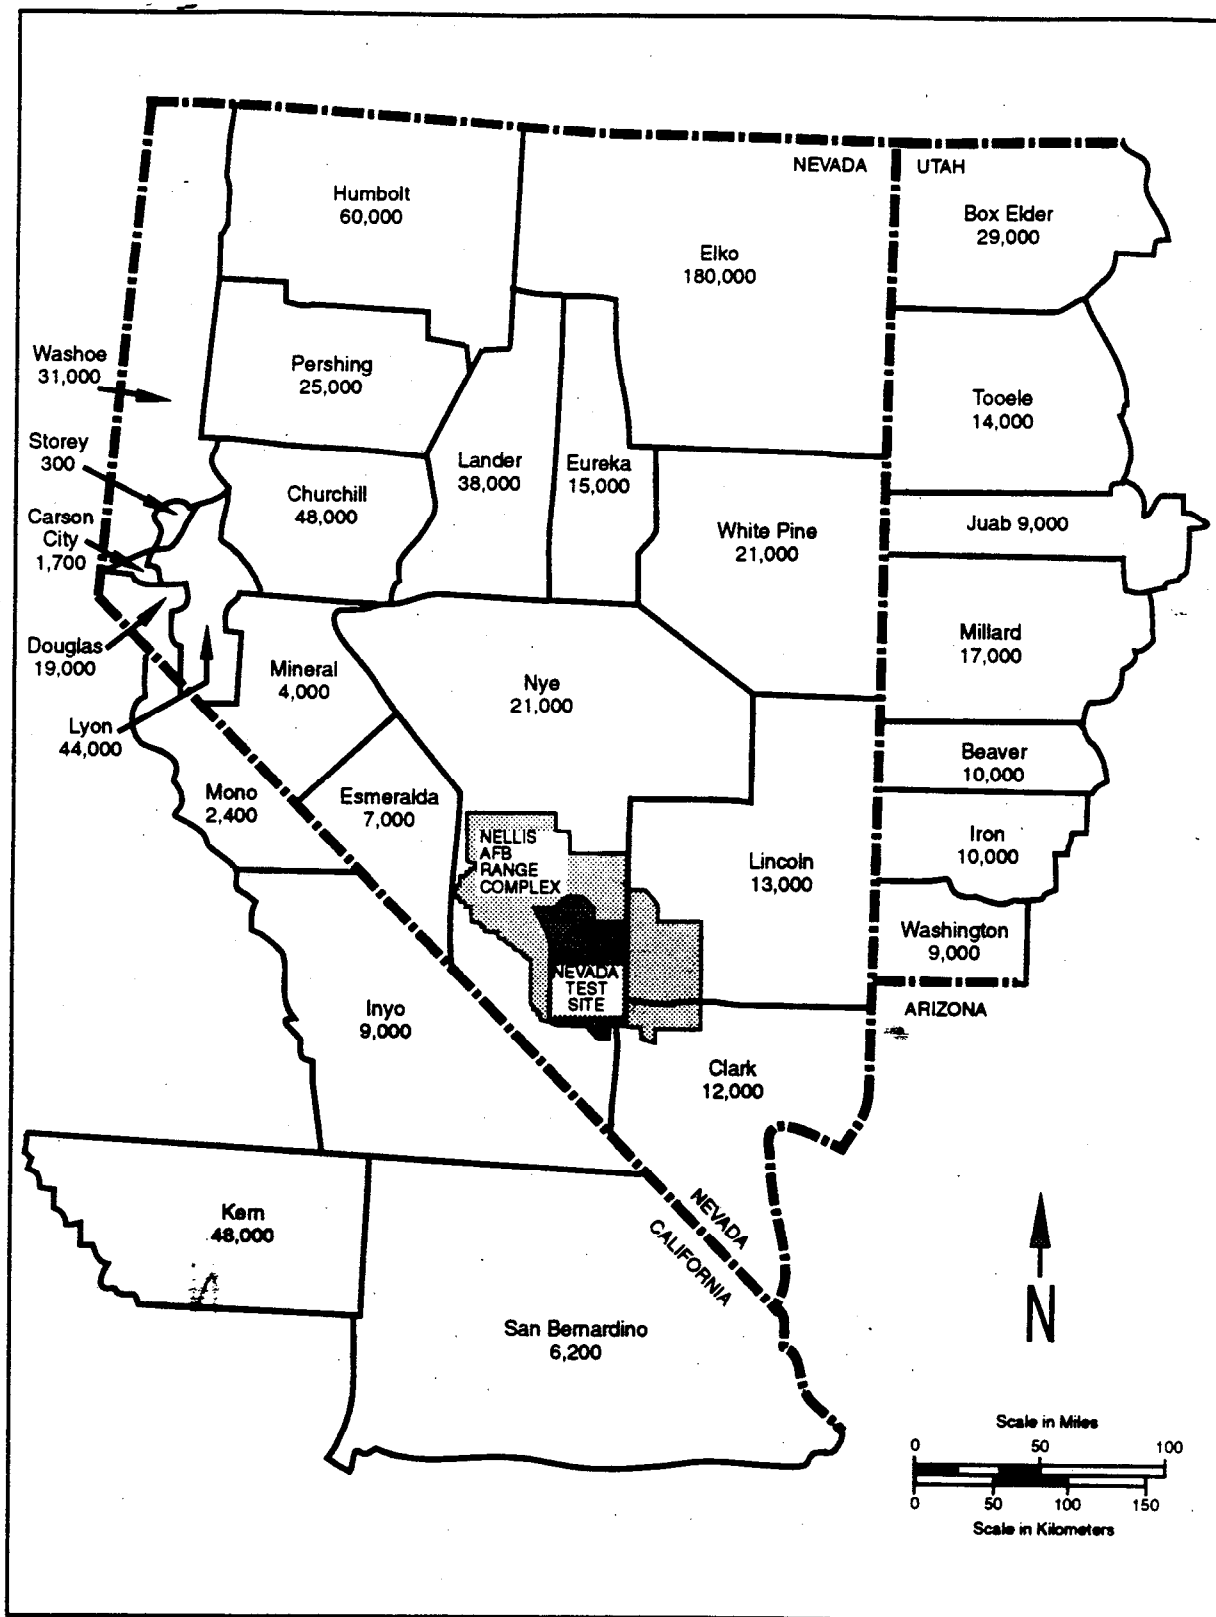 NEVADA
UTAH
Humbolt
60,000
Box Elder
29,000
Elko
180,000
Washoe
31,000
Pershing
25,000
Tooele
14,000
Storey
300
Lander
38,000
Eureka
15,000
Churchill
48,000
Carson
City
1,700
White Pine
21,000
Juab 9,000
Douglas
19,000
Millard
17,000
Mineral
4,000
Nye
21,000
Lyon
44,000
Beaver
10,000
Mono
2,400
Esmeralda
7,000
NELLIS
AFB
RANGE
COMPLEX
Iron
10,000
Lincoln
13,000
Washington
9,000
NEVADA
TEST
SITE
Inyo
9,000
ARIZONA
Clark
12,000
Kern
48,000
NEVADA
CALIFORNIA
N
San Bernardino
6,200
Scale in Miles
0 50 100
0 50 100 150
Scale in Kilometers